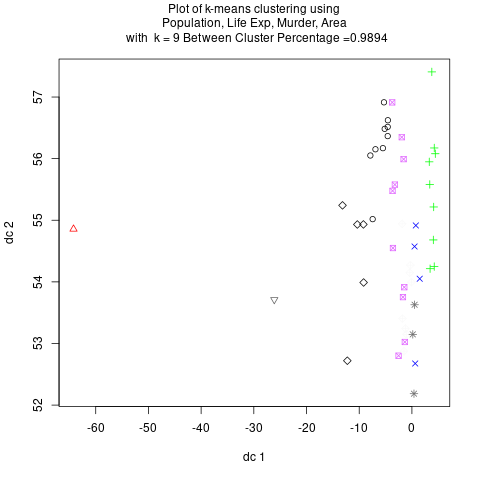 Plot of k-means clustering using
Population, Life Exp, Murder, Area
with  k = 9 Between Cluster Percentage =0.9894
57
56
55
54
53
52
dc 2
-60 -50 -40 -30 -20 -10 0
dc 1